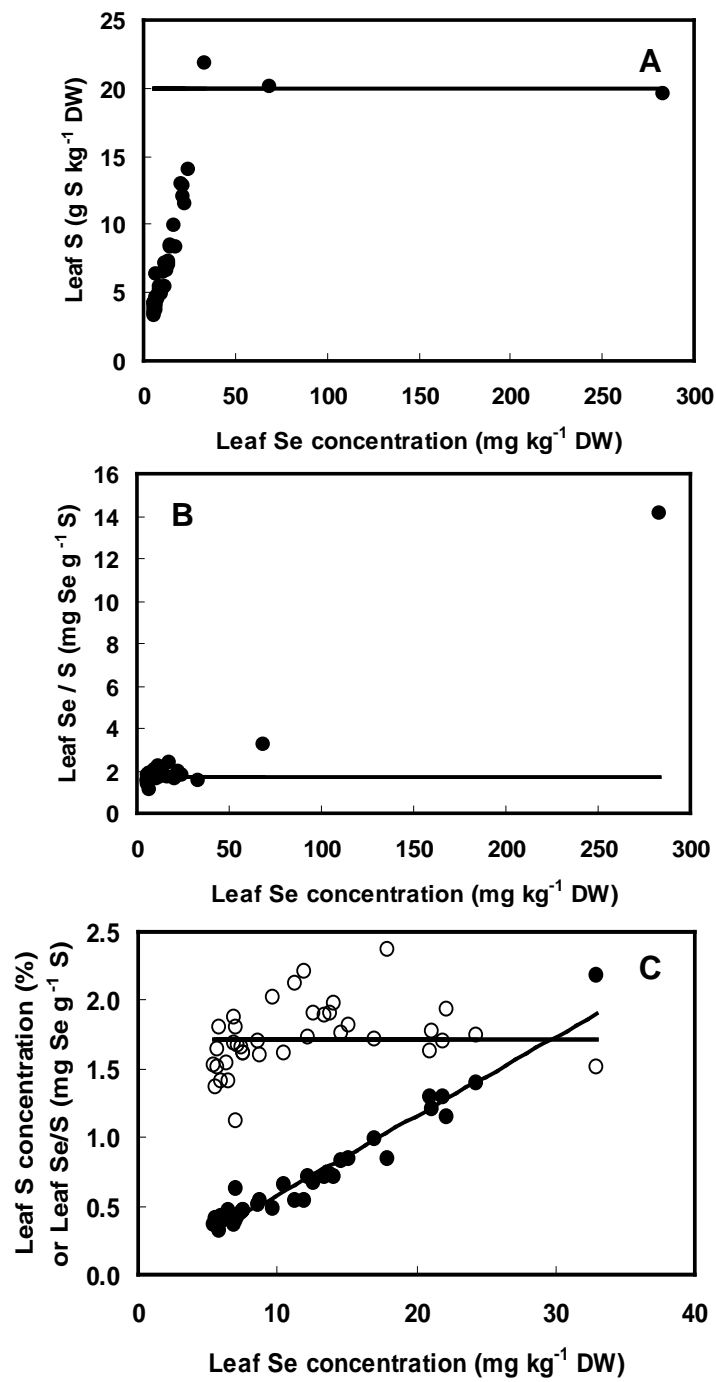 25
20
15
10
5
0
A
Leaf S (g S kg⁻¹ DW)
0 50 100 150 200 250 300
Leaf Se concentration (mg kg⁻¹ DW)
16
14
12
10
8
6
4
2
0
B
Leaf Se / S (mg Se g⁻¹ S)
0 50 100 150 200 250 300
Leaf Se concentration (mg kg⁻¹ DW)
2.5
2.0
1.5
1.0
0.5
0.0
C
Leaf S concentration (%)
or Leaf Se/S (mg Se g⁻¹ S)
0 10 20 30 40
Leaf Se concentration (mg kg⁻¹ DW)